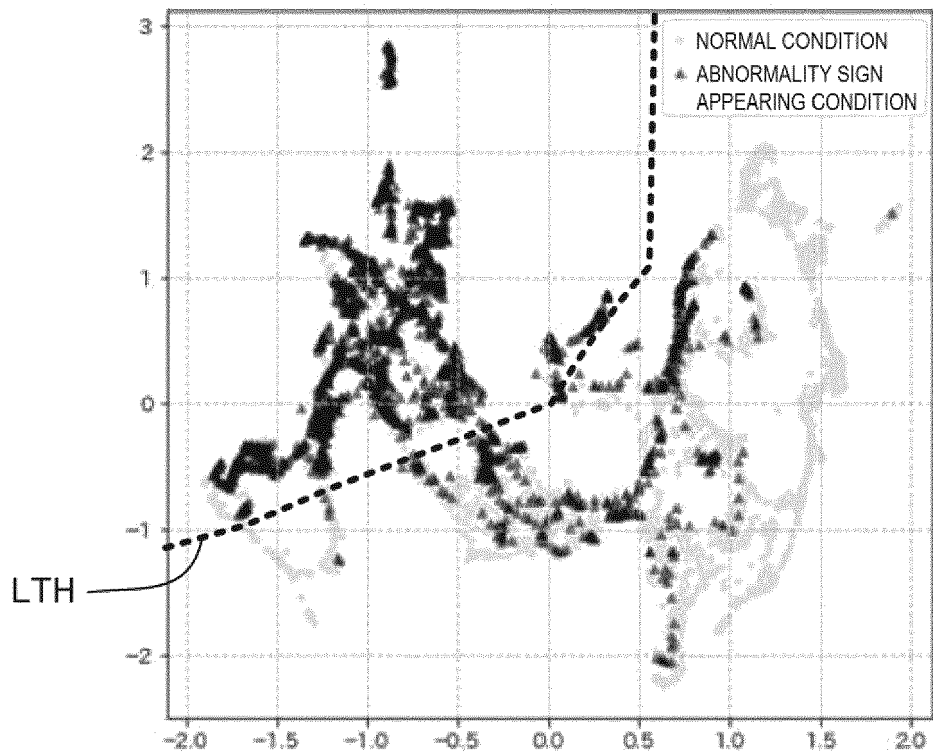 NORMAL CONDITION
ABNORMALITY SIGN
APPEARING CONDITION
3
2
1
0
−1
−2
LTH
−2.0 −1.5 −1.0 −0.5 0.0 0.5 1.0 1.5 2.0